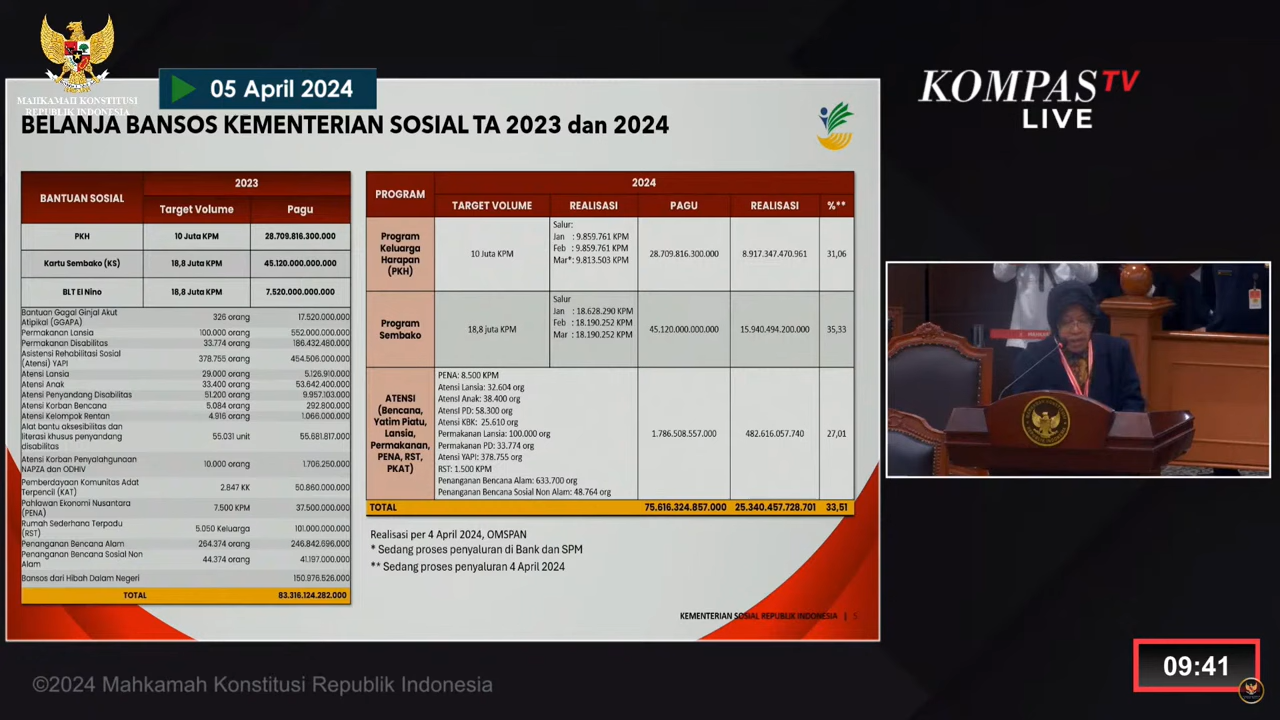 MAHKAMAH KONSTITUSI
REPUBLIK INDONESIA
05 April 2024
KOMPAS TV
LIVE
BELANJA BANSOS KEMENTERIAN SOSIAL TA 2023 dan 2024
BANTUAN SOSIAL
2023
Target Volume
Pagu
PKH 10 Juta KPM 28.709.816.300.000
Kartu Sembako (KS) 18,8 Juta KPM 45.120.000.000.000
BLT El Nino 18,8 Juta KPM 7.520.000.000.000
Bantuan Gagal Ginjal Akut
Atipikal (GGAPA) 326 orang 17.520.000.000
Permakanan Lansia 100.000 orang 552.000.000.000
Permakanan Disabilitas 33.774 orang 186.432.480.000
Asistensi Rehabilitasi Sosial
(Atensi) YAPI 378.755 orang 454.506.000.000
Atensi Lansia 29.000 orang 5.126.910.000
Atensi Anak 33.400 orang 53.642.400.000
Atensi Penyandang Disabilitas 51.200 orang 9.957.103.000
Atensi Korban Bencana 5.084 orang 292.800.000
Atensi Kelompok Rentan 4.916 orang 1.066.000.000
Alat bantu aksesibilitas dan
literasi khusus penyandang
disabilitas 55.031 unit 55.681.817.000
Atensi Korban Penyalahgunaan
NAPZA dan ODHIV 10.000 orang 1.706.250.000
Pemberdayaan Komunitas Adat
Terpencil (KAT) 2.847 KK 50.860.000.000
Pahlawan Ekonomi Nusantara
(PENA) 7.500 KPM 37.500.000.000
Rumah Sederhana Terpadu
(RST) 5.050 Keluarga 101.000.000.000
Penanganan Bencana Alam 264.374 orang 246.842.696.000
Penanganan Bencana Sosial Non
Alam 44.374 orang 41.197.000.000
Bansos dari Hibah Dalam Negeri 150.976.526.000
TOTAL 83.316.124.282.000
PROGRAM
2024
TARGET VOLUME
REALISASI
PAGU
REALISASI
%**
Program
Keluarga
Harapan
(PKH)
10 Juta KPM
Salur:
Jan : 9.859.761 KPM
Feb : 9.859.761 KPM
Mar*: 9.813.503 KPM
28.709.816.300.000
8.917.347.470.961
31,06
Program
Sembako
18,8 juta KPM
Salur
Jan : 18.628.290 KPM
Feb : 18.190.252 KPM
Mar : 18.190.252 KPM
45.120.000.000.000
15.940.494.200.000
35,33
ATENSI
(Bencana,
Yatim Piatu,
Lansia,
Permakanan,
PENA, RST,
PKAT)
PENA: 8.500 KPM
Atensi Lansia: 32.604 org
Atensi Anak: 38.400 org
Atensi PD: 58.300 org
Atensi KBK: 25.610 org
Permakanan Lansia: 100.000 org
Permakanan PD: 33.774 org
Atensi YAPI: 378.755 org
RST: 1.500 KPM
Penanganan Bencana Alam: 633.700 org
Penanganan Bencana Sosial Non Alam: 48.764 org
1.786.508.557.000
482.616.057.740
27,01
TOTAL 75.616.324.857.000 25.340.457.728.701 33,51
Realisasi per 4 April 2024, OMSPAN
* Sedang proses penyaluran di Bank dan SPM
** Sedang proses penyaluran 4 April 2024
KEMENTERIAN SOSIAL REPUBLIK INDONESIA | 5
©2024 Mahkamah Konstitusi Republik Indonesia
09:41